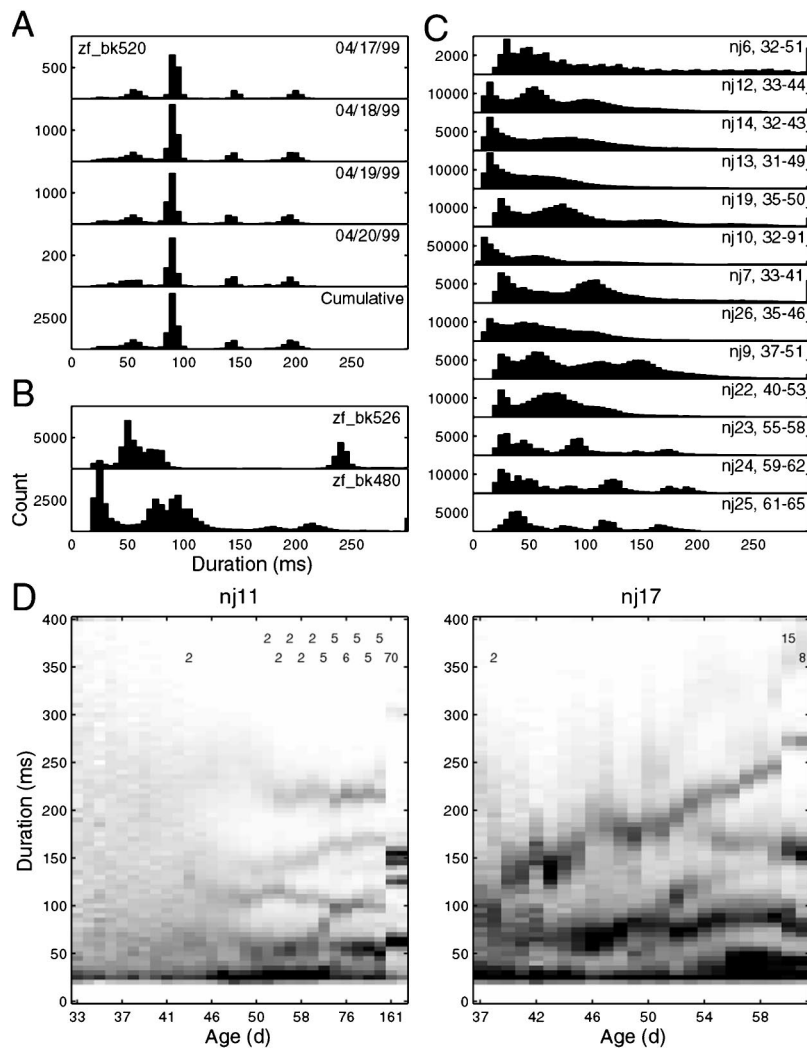 A
zf_bk520
04/17/99
500
04/18/99
1000
04/19/99
1000
04/20/99
200
Cumulative
2500
B
zf_bk526
5000
zf_bk480
2500
Count
0 50 100 150 200 250
Duration (ms)
C
nj6, 32-51
2000
nj12, 33-44
10000
nj14, 32-43
5000
nj13, 31-49
10000
nj19, 35-50
10000
nj10, 32-91
50000
nj7, 33-41
5000
nj26, 35-46
10000
nj9, 37-51
5000
nj22, 40-53
10000
nj23, 55-58
5000
nj24, 59-62
10000
nj25, 61-65
5000
0 50 100 150 200 250
D
nj11
400
350
300
250
200
150
100
50
0
Duration (ms)
2 2 2 5 5 5
2 2 2 5 6 5 70
33 37 41 46 50 58 76 161
Age (d)
nj17
400
350
300
250
200
150
100
50
0
15
2 8
37 42 46 50 54 58
Age (d)